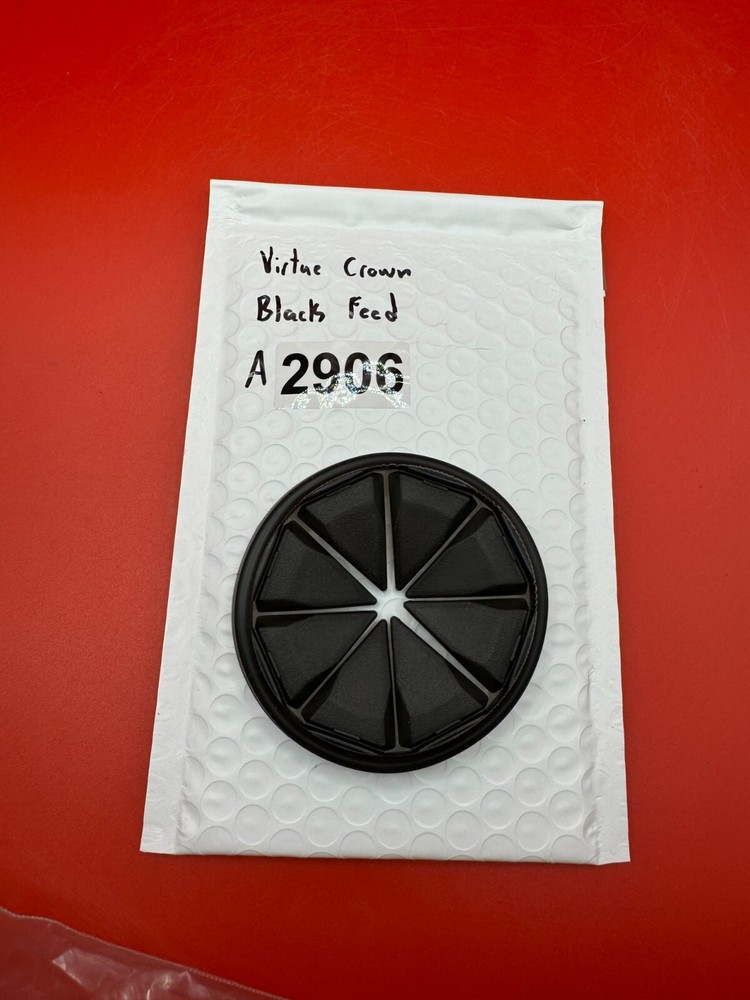 Virtue Crown
Black Feed
A 2906